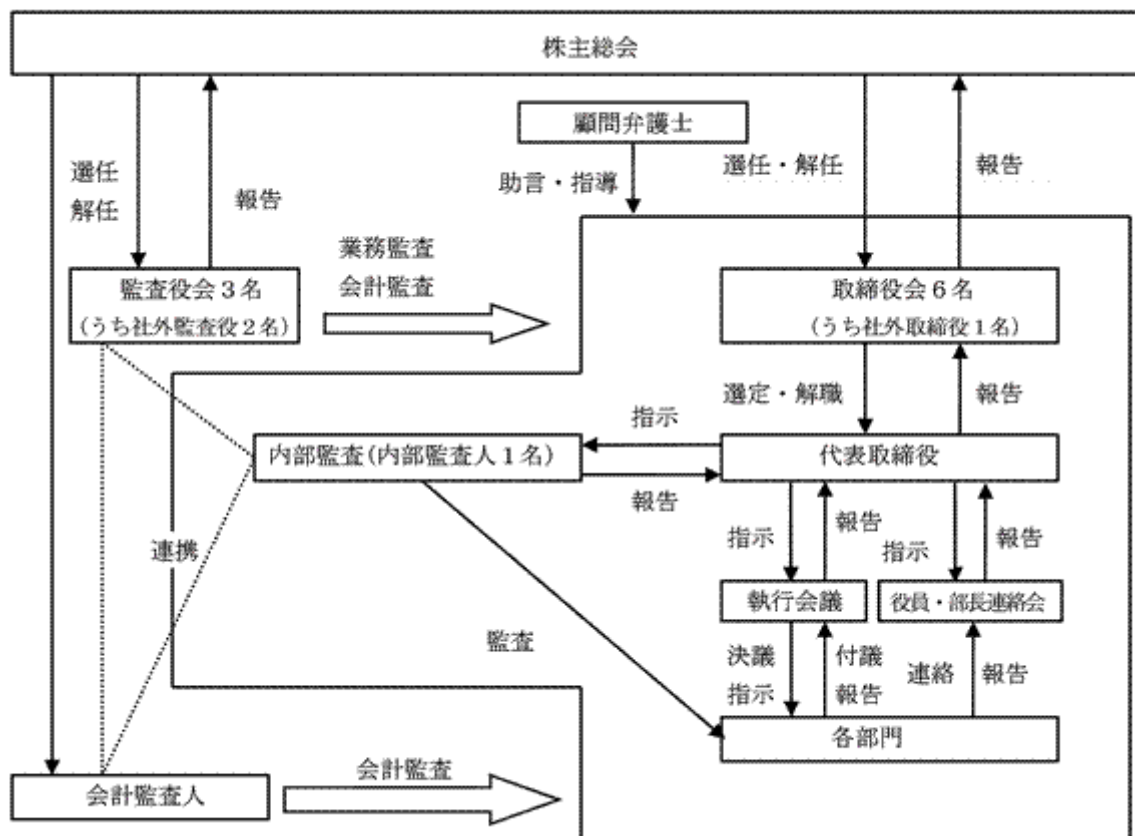 株主総会
顧問弁護士
選任
解任
報告
助言・指導
選任・解任
報告
業務監査
会計監査
監査役会3名
(うち社外監査役2名)
取締役会6名
(うち社外取締役1名)
選定・解職
報告
指示
内部監査(内部監査人1名)
代表取締役
報告
連携
指示
報告
指示
報告
執行会議
役員・部長連絡会
監査
決議
指示
付議
報告
連絡
報告
各部門
会計監査人
会計監査